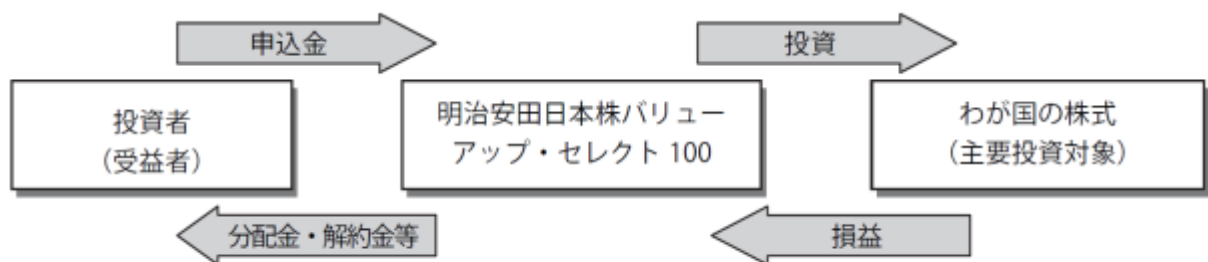 申込金
投資
投資者
（受益者）
明治安田日本株バリュー
アップ・セレクト 100
わが国の株式
（主要投資対象）
分配金・解約金等
損益